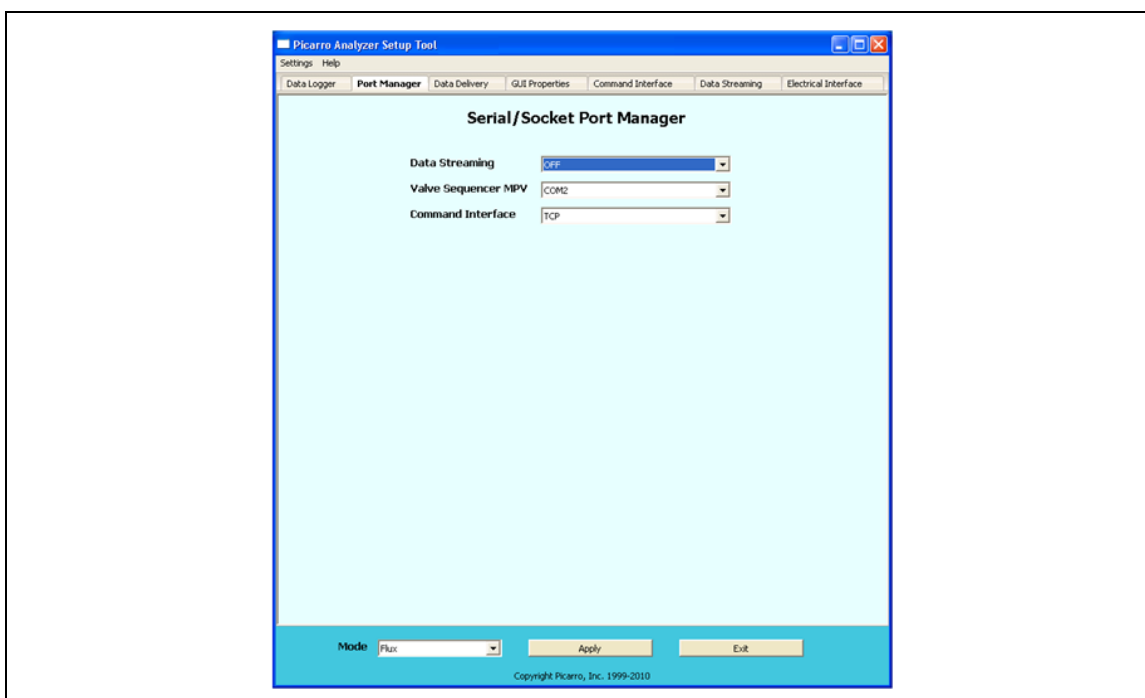 Picarro Analyzer Setup Tool
Settings Help
Data Logger Port Manager Data Delivery GUI Properties Command Interface Data Streaming Electrical Interface
Serial/Socket Port Manager
Data Streaming OFF
Valve Sequencer MPV COM2
Command Interface TCP
Mode Flux Apply Exit
Copyright Picarro, Inc. 1999-2010